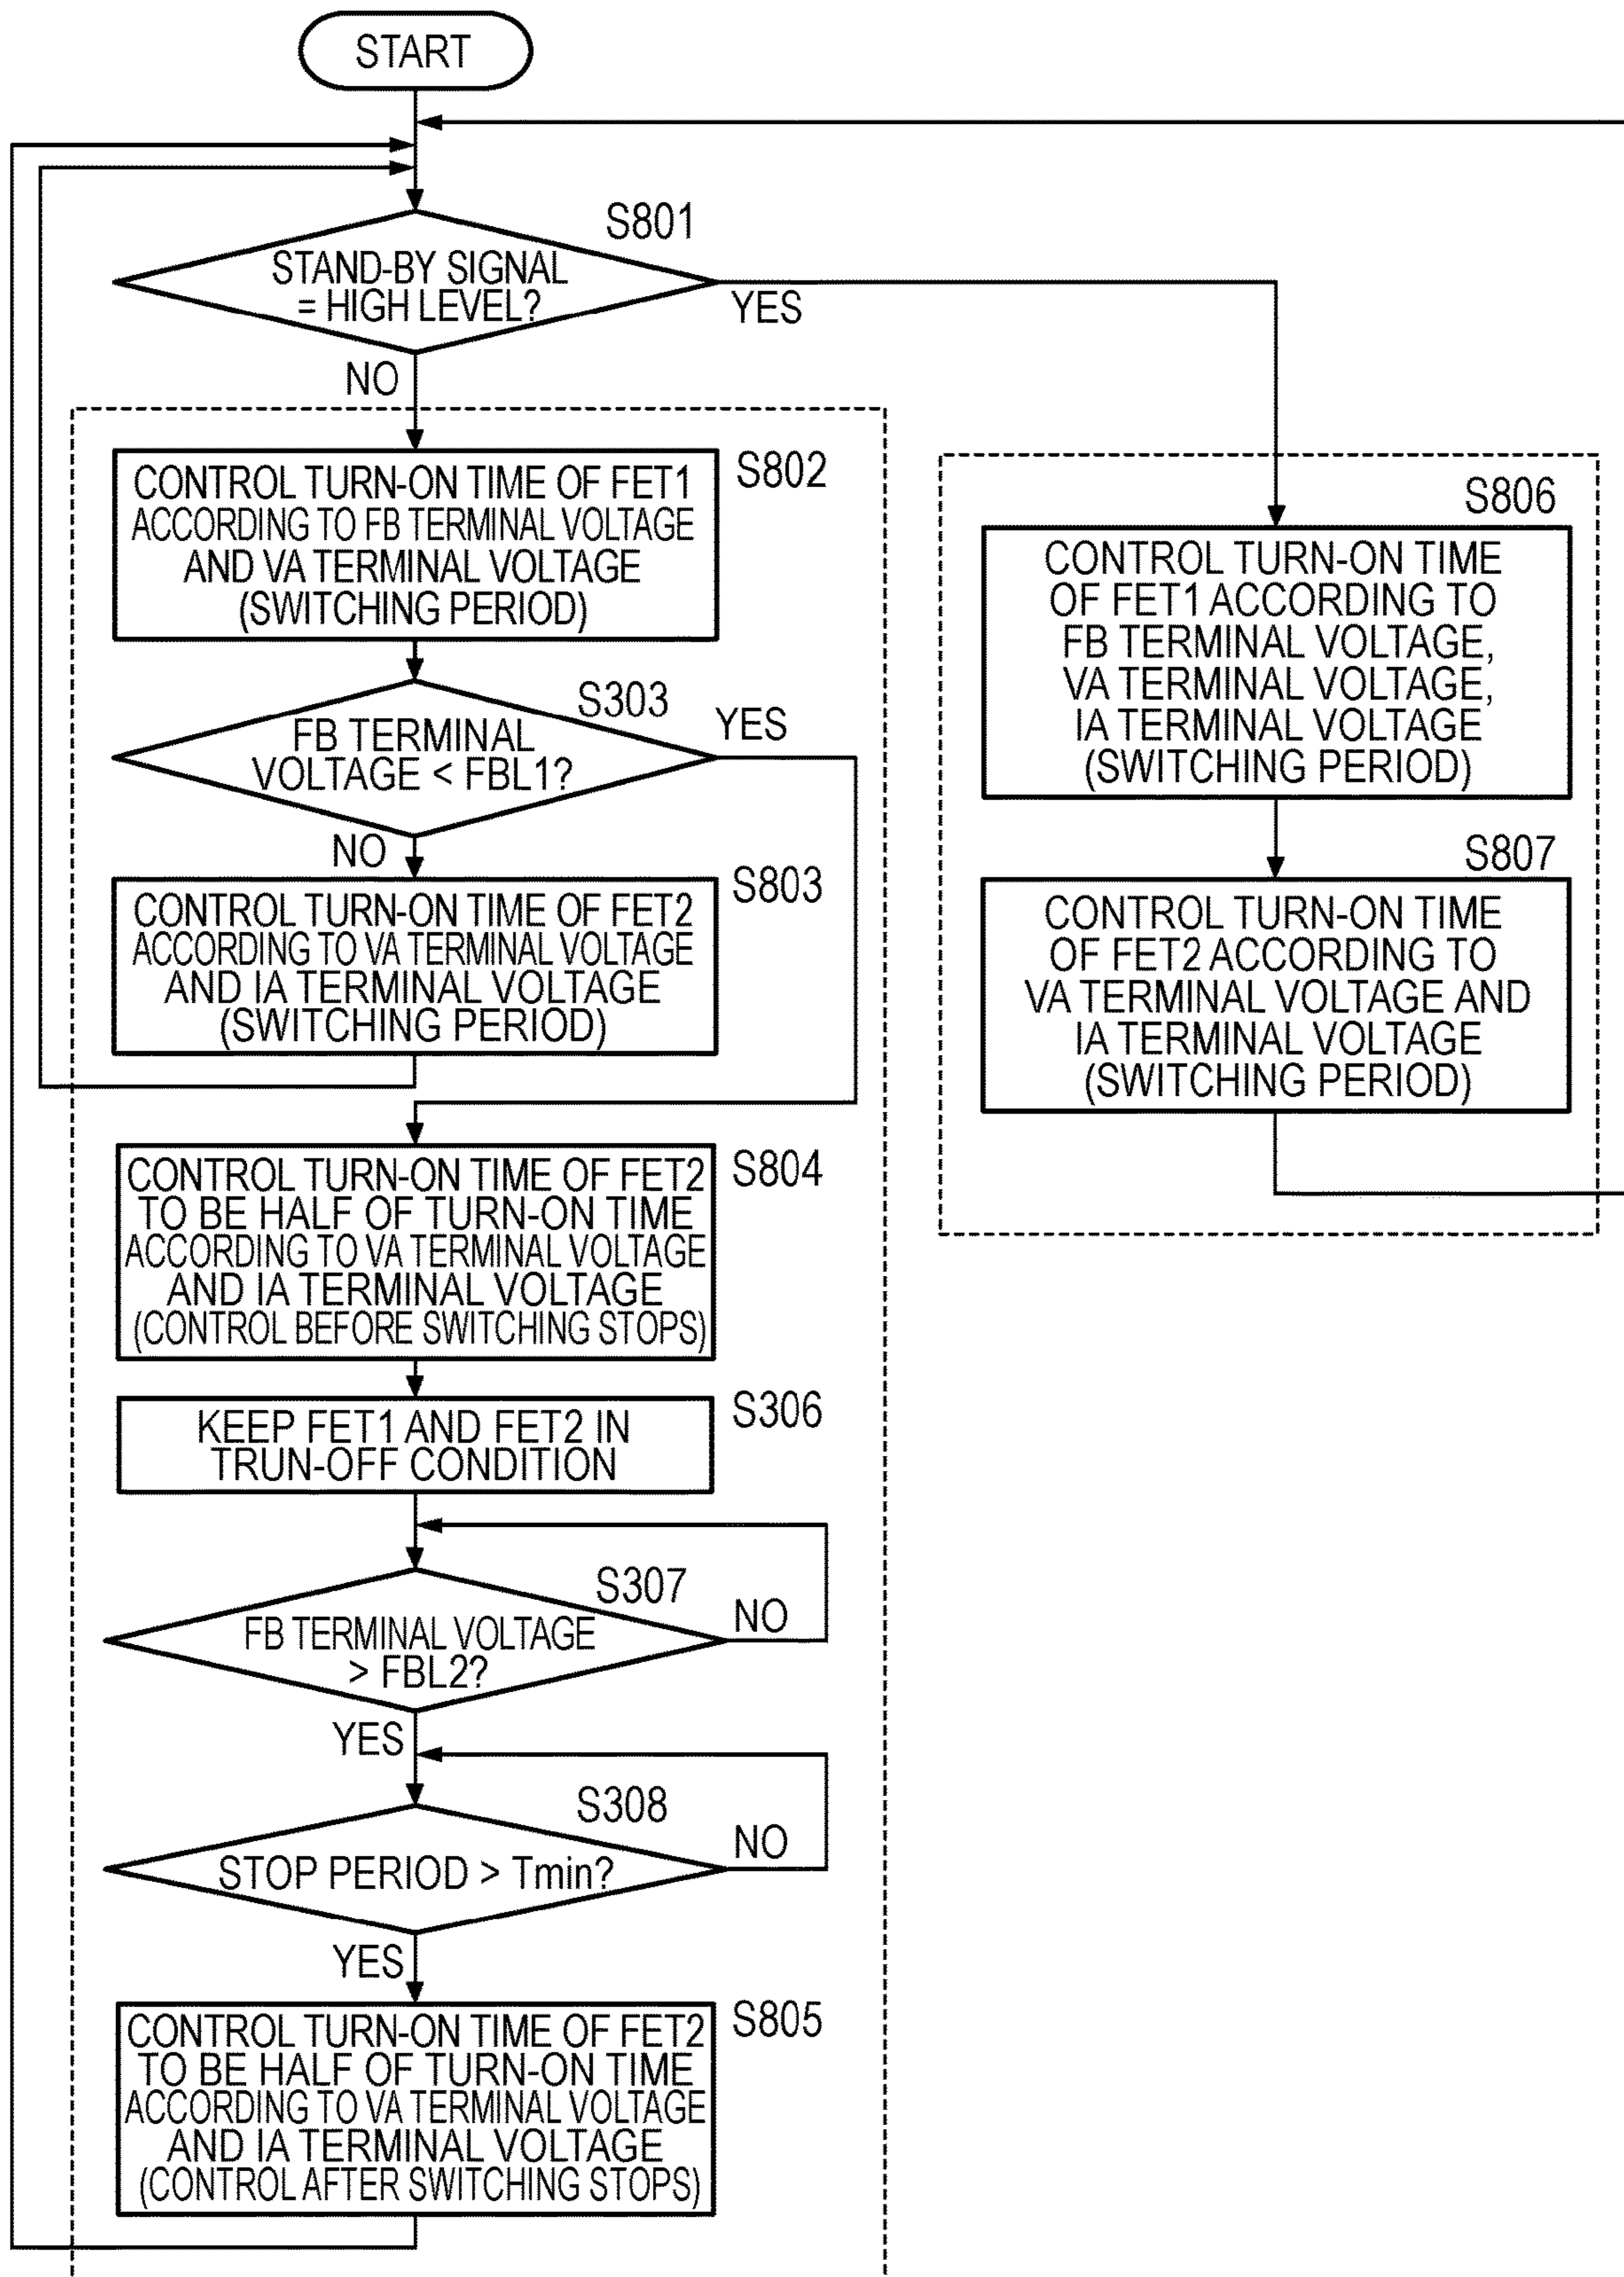 START
S801
STAND-BY SIGNAL
= HIGH LEVEL?
YES
NO
S802
CONTROL TURN-ON TIME OF FET1
ACCORDING TO FB TERMINAL VOLTAGE
AND VA TERMINAL VOLTAGE
(SWITCHING PERIOD)
S303
FB TERMINAL
VOLTAGE < FBL1?
YES
NO
S803
CONTROL TURN-ON TIME OF FET2
ACCORDING TO VA TERMINAL VOLTAGE
AND IA TERMINAL VOLTAGE
(SWITCHING PERIOD)
S804
CONTROL TURN-ON TIME OF FET2
TO BE HALF OF TURN-ON TIME
ACCORDING TO VA TERMINAL VOLTAGE
AND IA TERMINAL VOLTAGE
(CONTROL BEFORE SWITCHING STOPS)
S306
KEEP FET1 AND FET2 IN
TRUN-OFF CONDITION
S307
FB TERMINAL VOLTAGE
> FBL2?
NO
YES
S308
STOP PERIOD > Tmin?
NO
YES
S805
CONTROL TURN-ON TIME OF FET2
TO BE HALF OF TURN-ON TIME
ACCORDING TO VA TERMINAL VOLTAGE
AND IA TERMINAL VOLTAGE
(CONTROL AFTER SWITCHING STOPS)
S806
CONTROL TURN-ON TIME
OF FET1 ACCORDING TO
FB TERMINAL VOLTAGE,
VA TERMINAL VOLTAGE,
IA TERMINAL VOLTAGE
(SWITCHING PERIOD)
S807
CONTROL TURN-ON TIME
OF FET2 ACCORDING TO
VA TERMINAL VOLTAGE AND
IA TERMINAL VOLTAGE
(SWITCHING PERIOD)